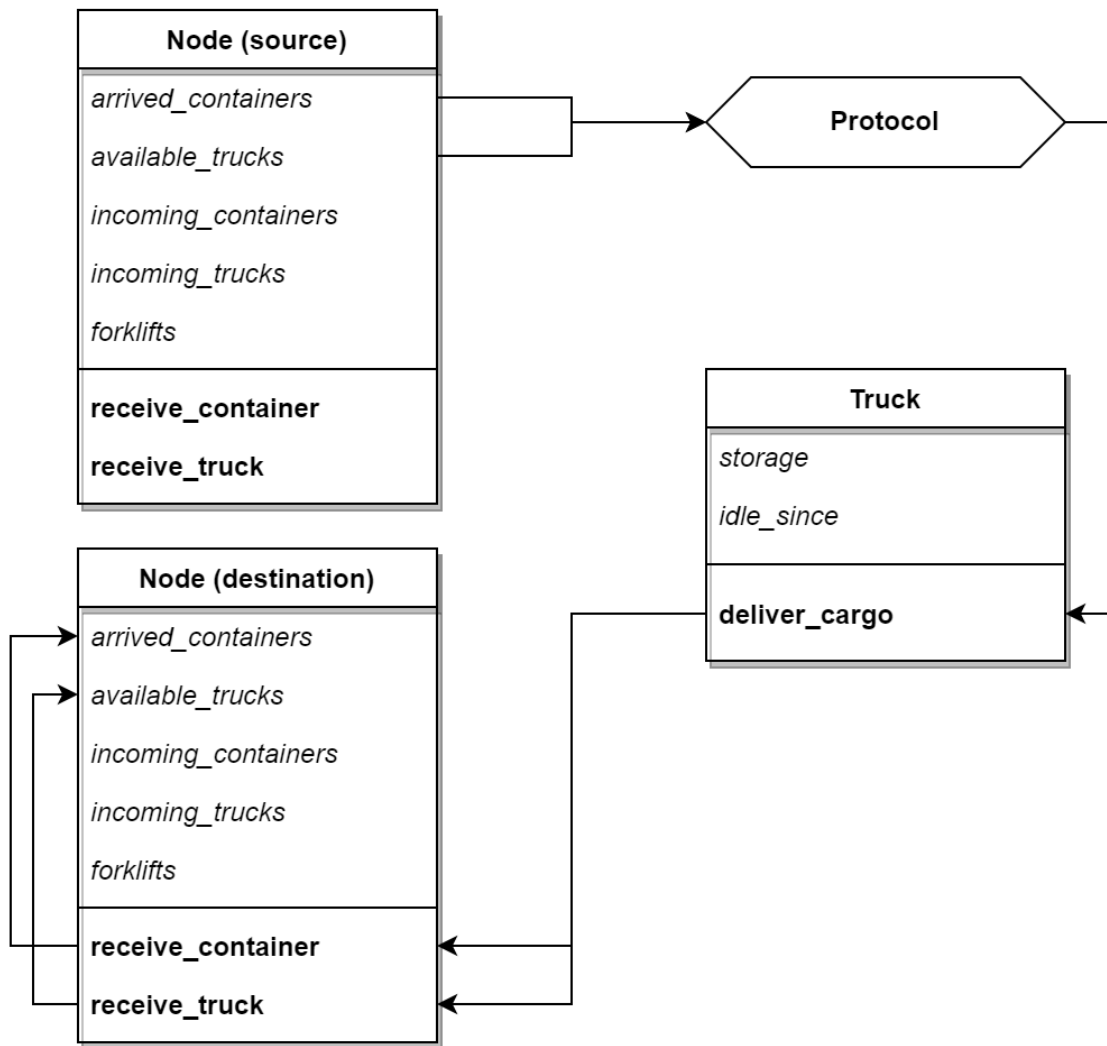 Node (source)
arrived_containers
available_trucks
incoming_containers
incoming_trucks
forklifts
receive_container
receive_truck
Protocol
Truck
storage
idle_since
deliver_cargo
Node (destination)
arrived_containers
available_trucks
incoming_containers
incoming_trucks
forklifts
receive_container
receive_truck